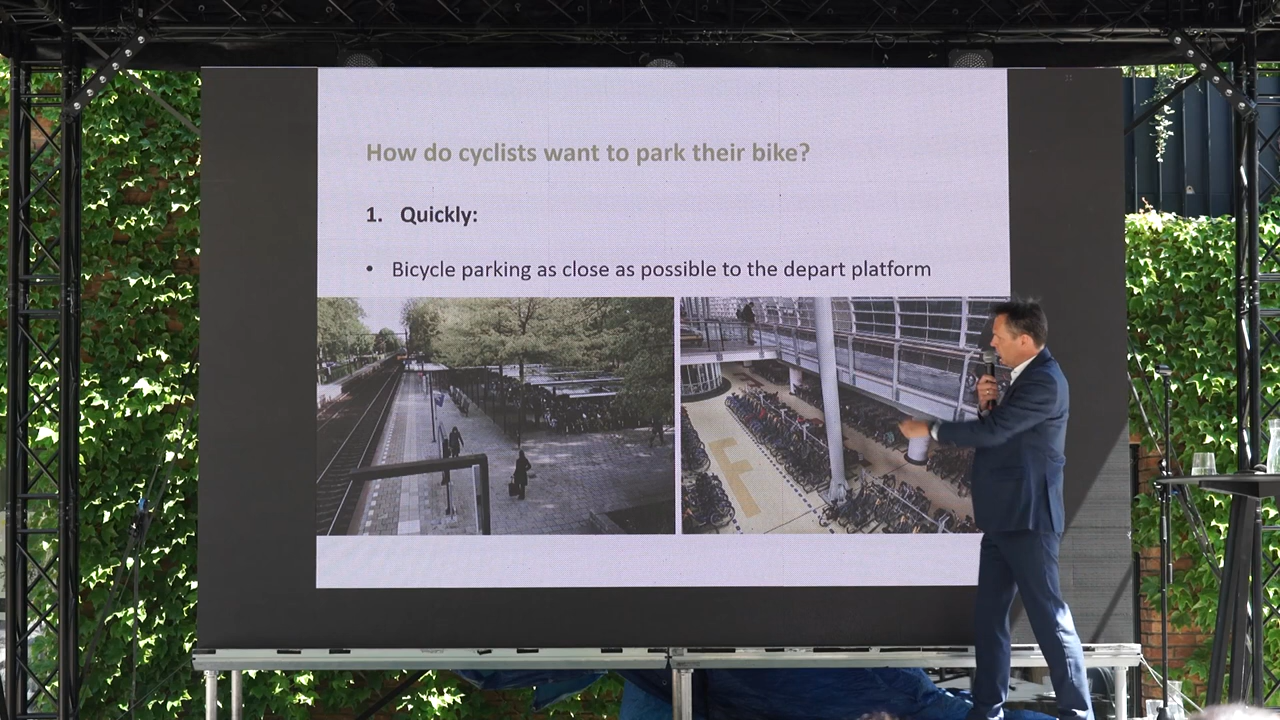 How do cyclists want to park their bike?
1. Quickly:
• Bicycle parking as close as possible to the depart platform
F